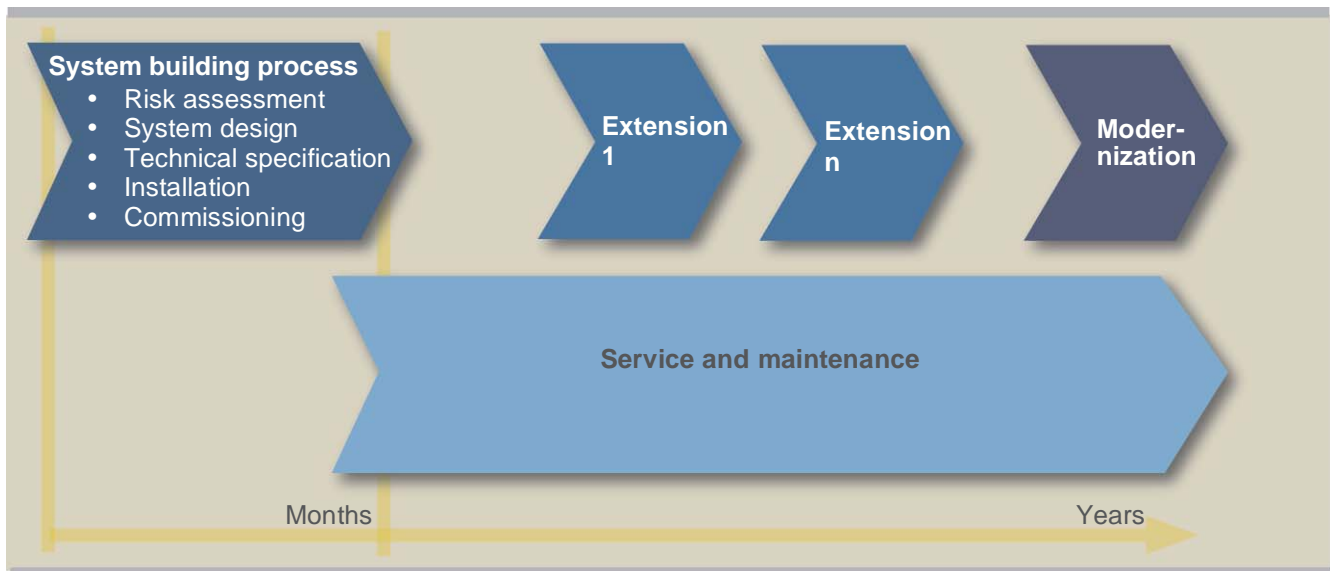 System building process
• Risk assessment
• System design
• Technical specification
• Installation
• Commissioning
Extension
1
Extension
n
Moder-
nization
Service and maintenance
Months
Years